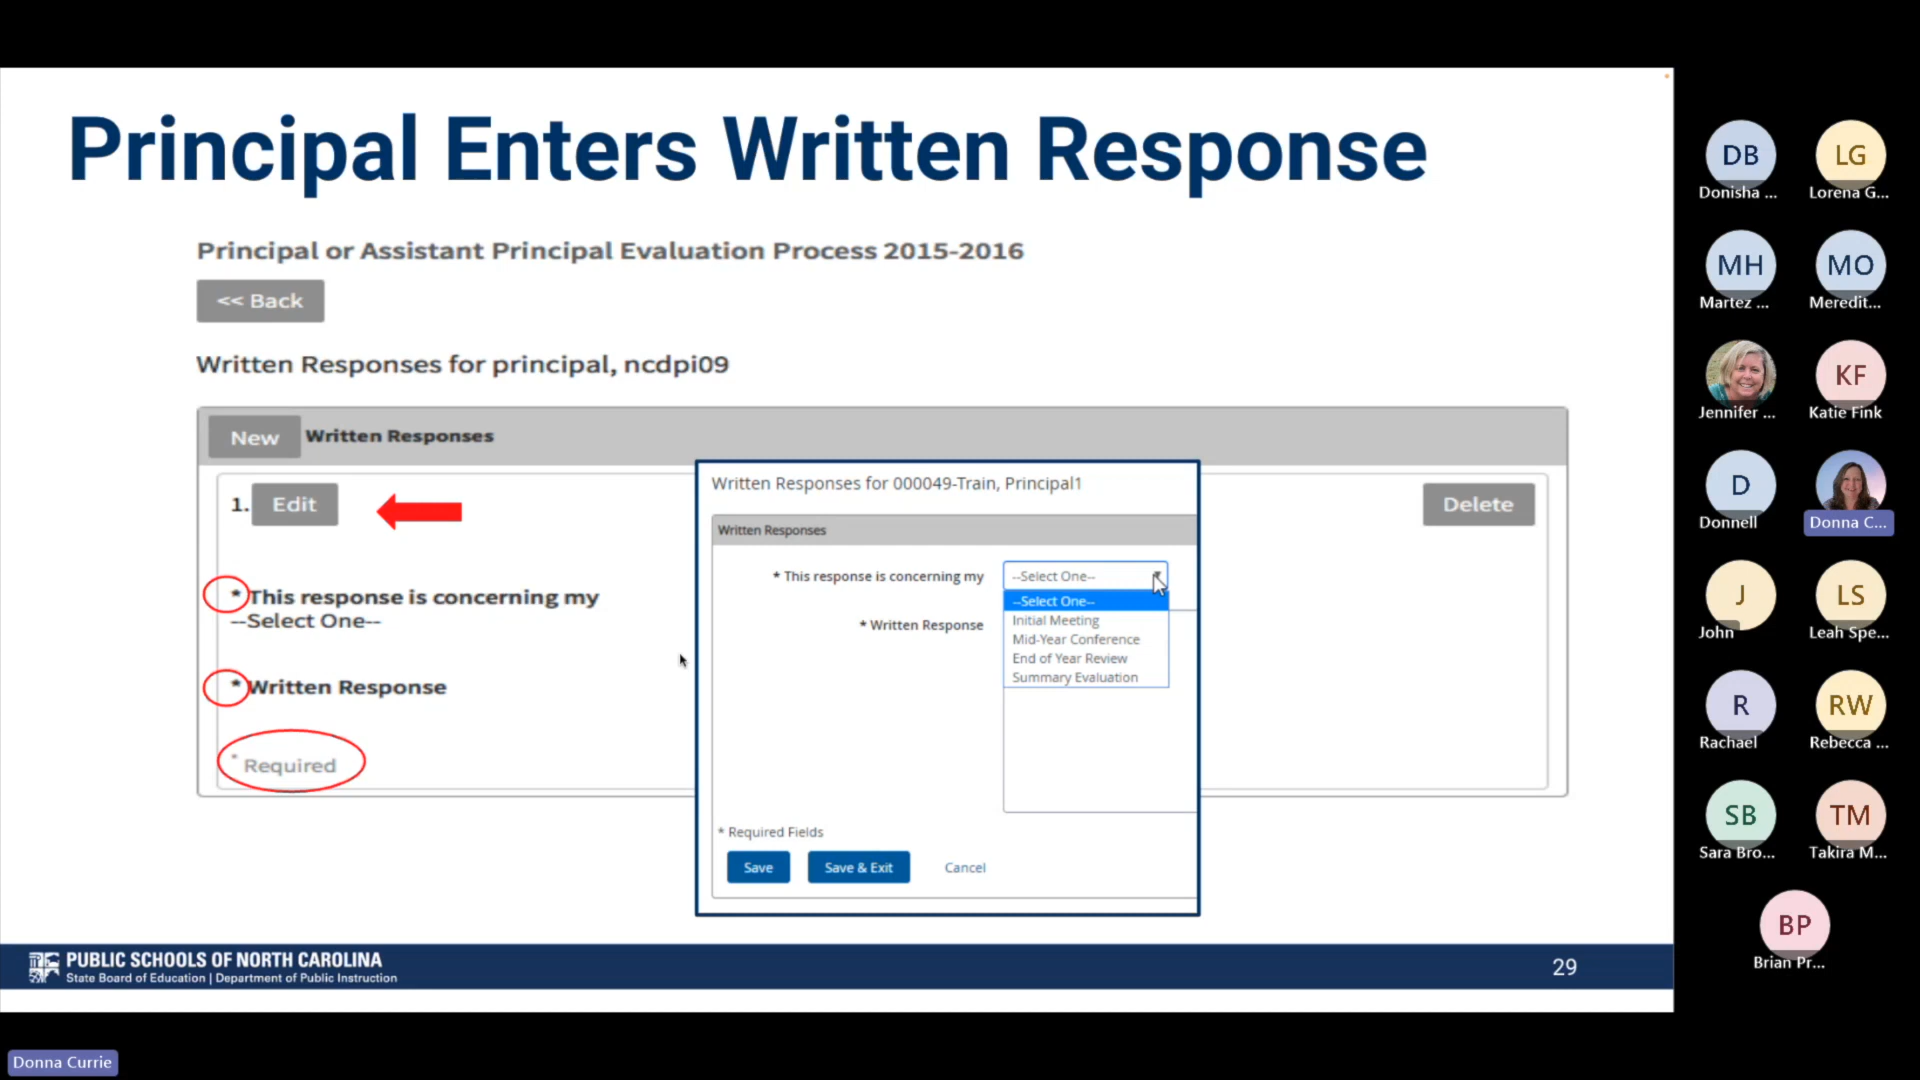 Principal Enters Written Response
Principal or Assistant Principal Evaluation Process 2015-2016
<< Back
Written Responses for principal, ncdpi09
New Written Responses
1. Edit
Delete
* This response is concerning my
--Select One--
* Written Response
* Required
Written Responses for 000049-Train, Principal1
Written Responses
* This response is concerning my
--Select One--
--Select One--
Initial Meeting
Mid-Year Conference
End of Year Review
Summary Evaluation
* Written Response
* Required Fields
Save
Save & Exit
Cancel
PUBLIC SCHOOLS OF NORTH CAROLINA
State Board of Education | Department of Public Instruction
29
DB
Donisha ...
LG
Lorena G...
MH
Martez ...
MO
Meredit...
Jennifer ...
KF
Katie Fink
D
Donnell
Donna C...
J
John
LS
Leah Spe...
R
Rachael
RW
Rebecca ...
SB
Sara Bro...
TM
Takira M...
BP
Brian Pr...
Donna Currie